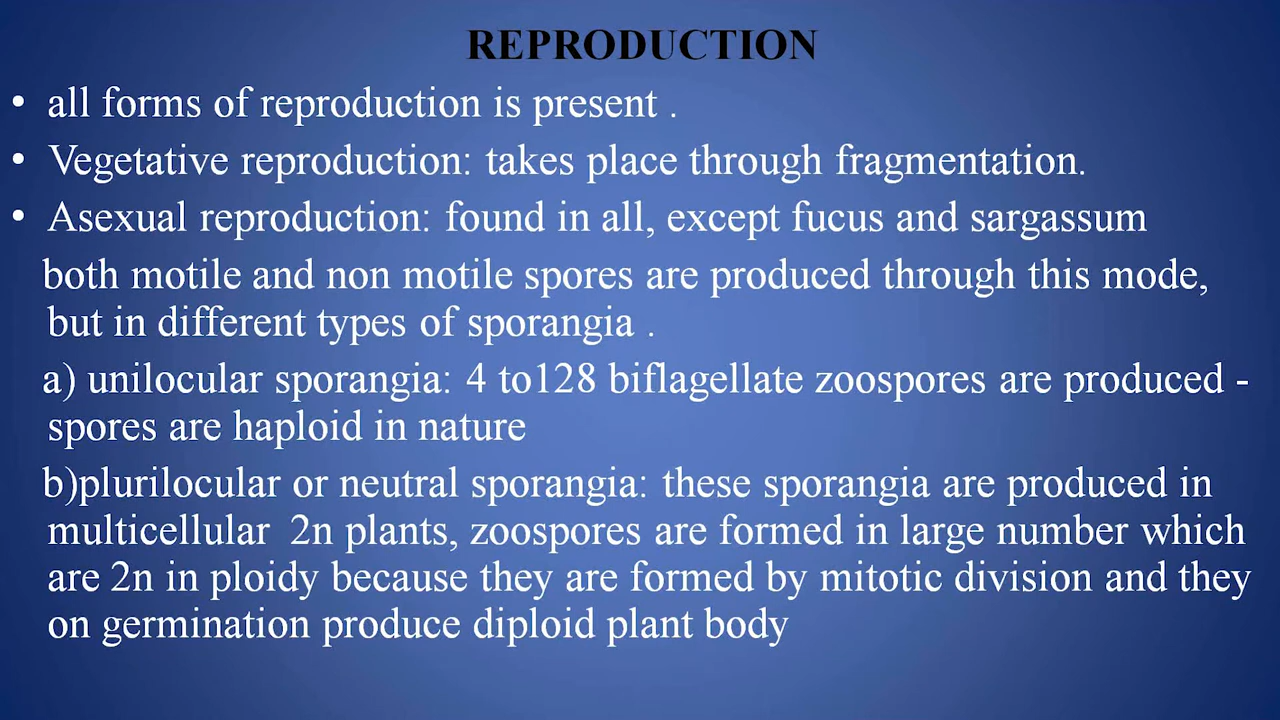 REPRODUCTION
• all forms of reproduction is present .
• Vegetative reproduction: takes place through fragmentation.
• Asexual reproduction: found in all, except fucus and sargassum
both motile and non motile spores are produced through this mode,
but in different types of sporangia .
a) unilocular sporangia: 4 to128 biflagellate zoospores are produced -
spores are haploid in nature
b)plurilocular or neutral sporangia: these sporangia are produced in
multicellular  2n plants, zoospores are formed in large number which
are 2n in ploidy because they are formed by mitotic division and they
on germination produce diploid plant body